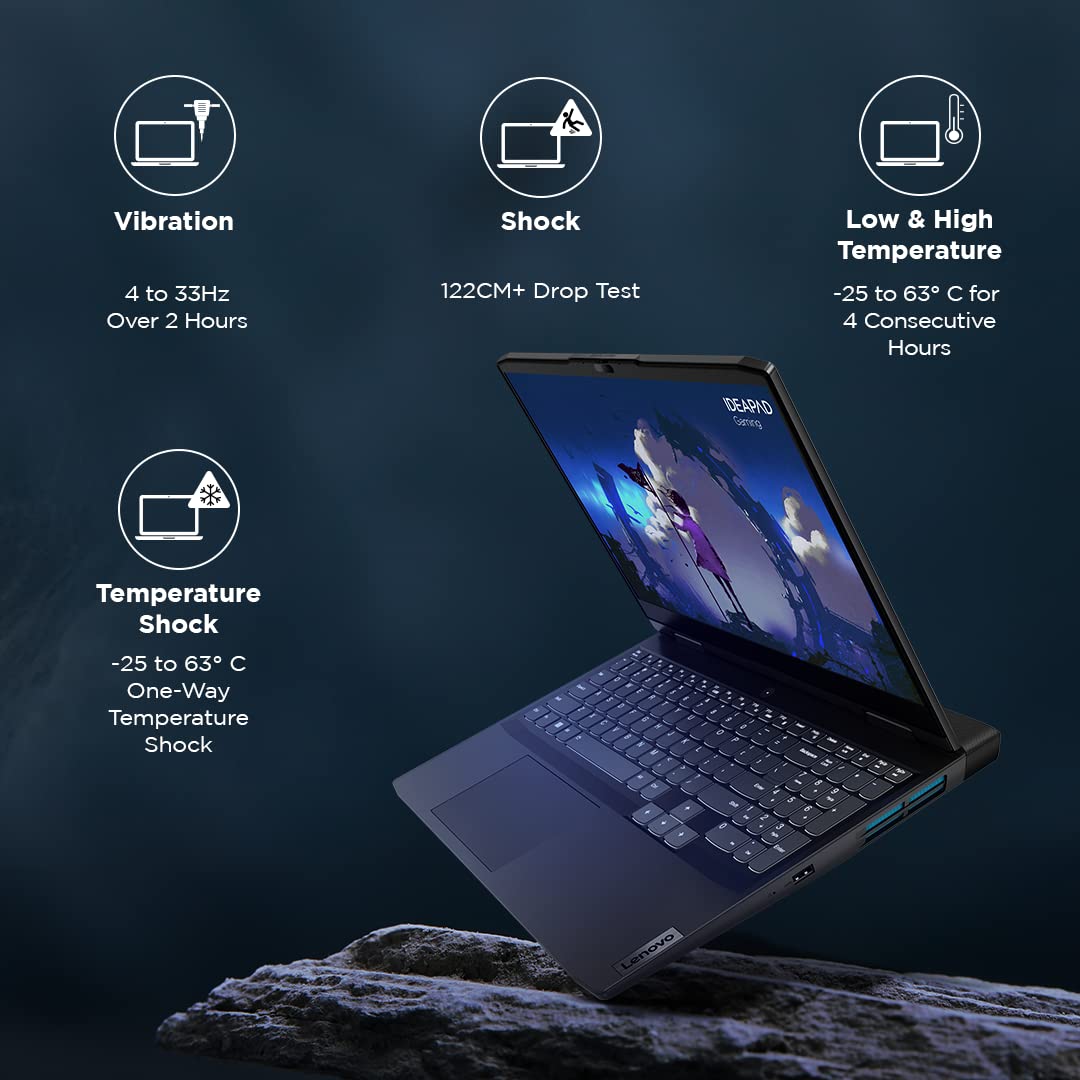 Vibration
4 to 33Hz
Over 2 Hours
Shock
122CM+ Drop Test
Low & High
Temperature
-25 to 63° C for
4 Consecutive
Hours
Temperature
Shock
-25 to 63° C
One-Way
Temperature
Shock
IDEAPAD
Gaming
Lenovo